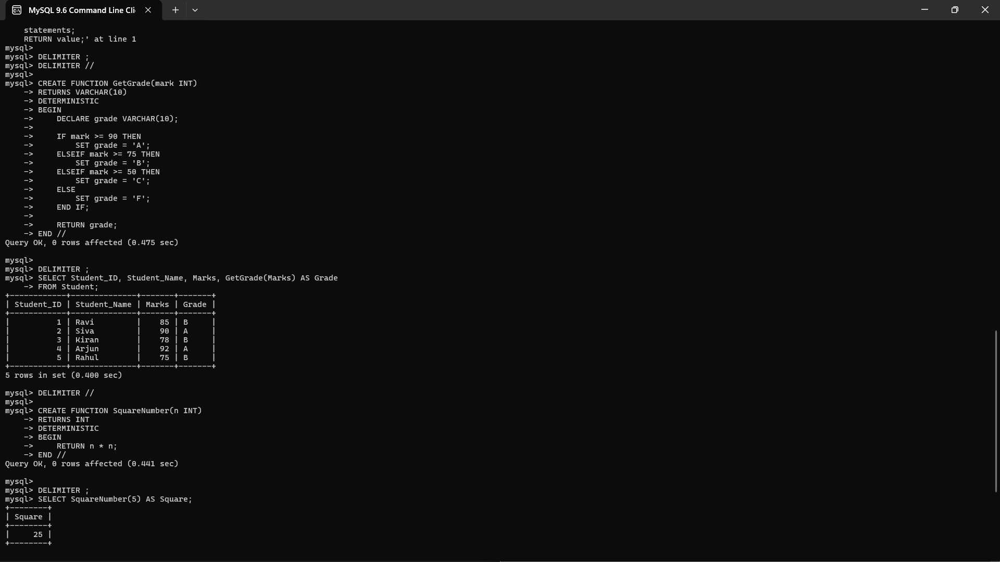 MySQL 9.6 Command Line Cli
    statements;
    RETURN value;' at line 1
mysql>
mysql> DELIMITER ;
mysql> DELIMITER //
mysql>
mysql> CREATE FUNCTION GetGrade(mark INT)
    -> RETURNS VARCHAR(10)
    -> DETERMINISTIC
    -> BEGIN
    ->     DECLARE grade VARCHAR(10);
    ->
    ->     IF mark >= 90 THEN
    ->         SET grade = 'A';
    ->     ELSEIF mark >= 75 THEN
    ->         SET grade = 'B';
    ->     ELSEIF mark >= 50 THEN
    ->         SET grade = 'C';
    ->     ELSE
    ->         SET grade = 'F';
    ->     END IF;
    ->
    ->     RETURN grade;
    -> END //
Query OK, 0 rows affected (0.475 sec)

mysql>
mysql> DELIMITER ;
mysql> SELECT Student_ID, Student_Name, Marks, GetGrade(Marks) AS Grade
    -> FROM Student;
+------------+--------------+-------+-------+
| Student_ID | Student_Name | Marks | Grade |
+------------+--------------+-------+-------+
|          1 | Ravi         |    85 | B     |
|          2 | Siva         |    90 | A     |
|          3 | Kiran        |    78 | B     |
|          4 | Arjun        |    92 | A     |
|          5 | Rahul        |    75 | B     |
+------------+--------------+-------+-------+
5 rows in set (0.400 sec)

mysql> DELIMITER //
mysql>
mysql> CREATE FUNCTION SquareNumber(n INT)
    -> RETURNS INT
    -> DETERMINISTIC
    -> BEGIN
    ->     RETURN n * n;
    -> END //
Query OK, 0 rows affected (0.441 sec)

mysql>
mysql> DELIMITER ;
mysql> SELECT SquareNumber(5) AS Square;
+--------+
| Square |
+--------+
|     25 |
+--------+